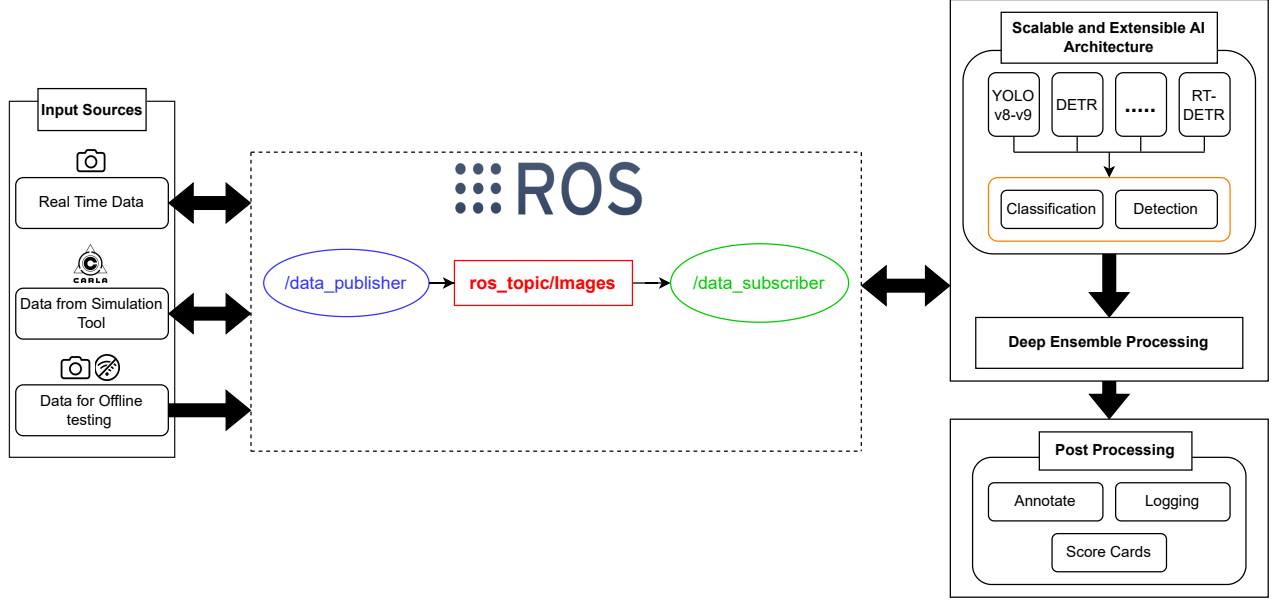 Input Sources
Real Time Data
CARLA
Data from Simulation
Tool
Data for Offline
testing
ROS
/data_publisher
ros_topic/Images
/data_subscriber
Scalable and Extensible AI
Architecture
YOLO
v8-v9
DETR
.....
RT-
DETR
Classification
Detection
Deep Ensemble Processing
Post Processing
Annotate
Logging
Score Cards